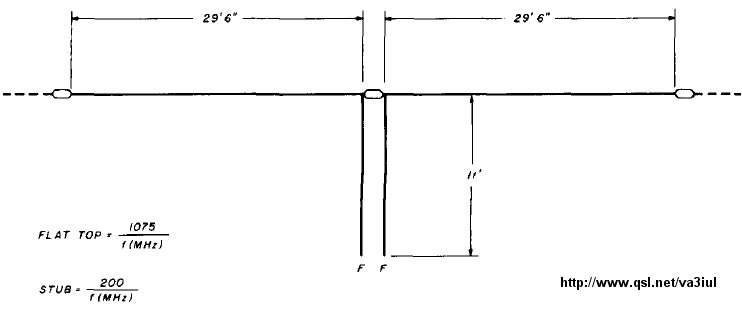 29'6" 29'6"
11'
FLAT TOP = 1075 / f(MHz)
F F
STUB = 200 / f(MHz)
http://www.qsl.net/va3iul